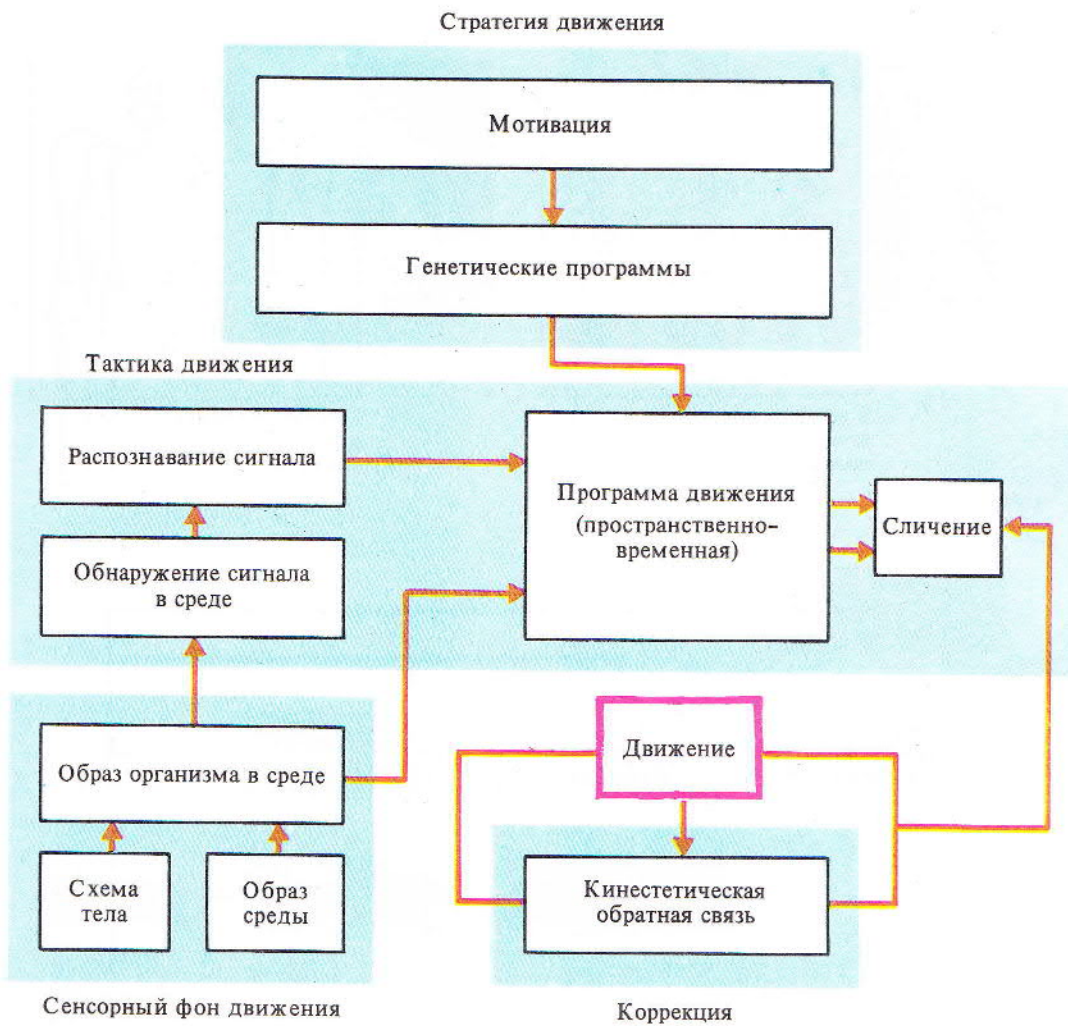 Стратегия движения
Мотивация
Генетические программы
Тактика движения
Распознавание сигнала
Обнаружение сигнала
в среде
Программа движения
(пространственно-
временная)
Сличение
Образ организма в среде
Схема
тела
Образ
среды
Сенсорный фон движения
Движение
Кинестетическая
обратная связь
Коррекция